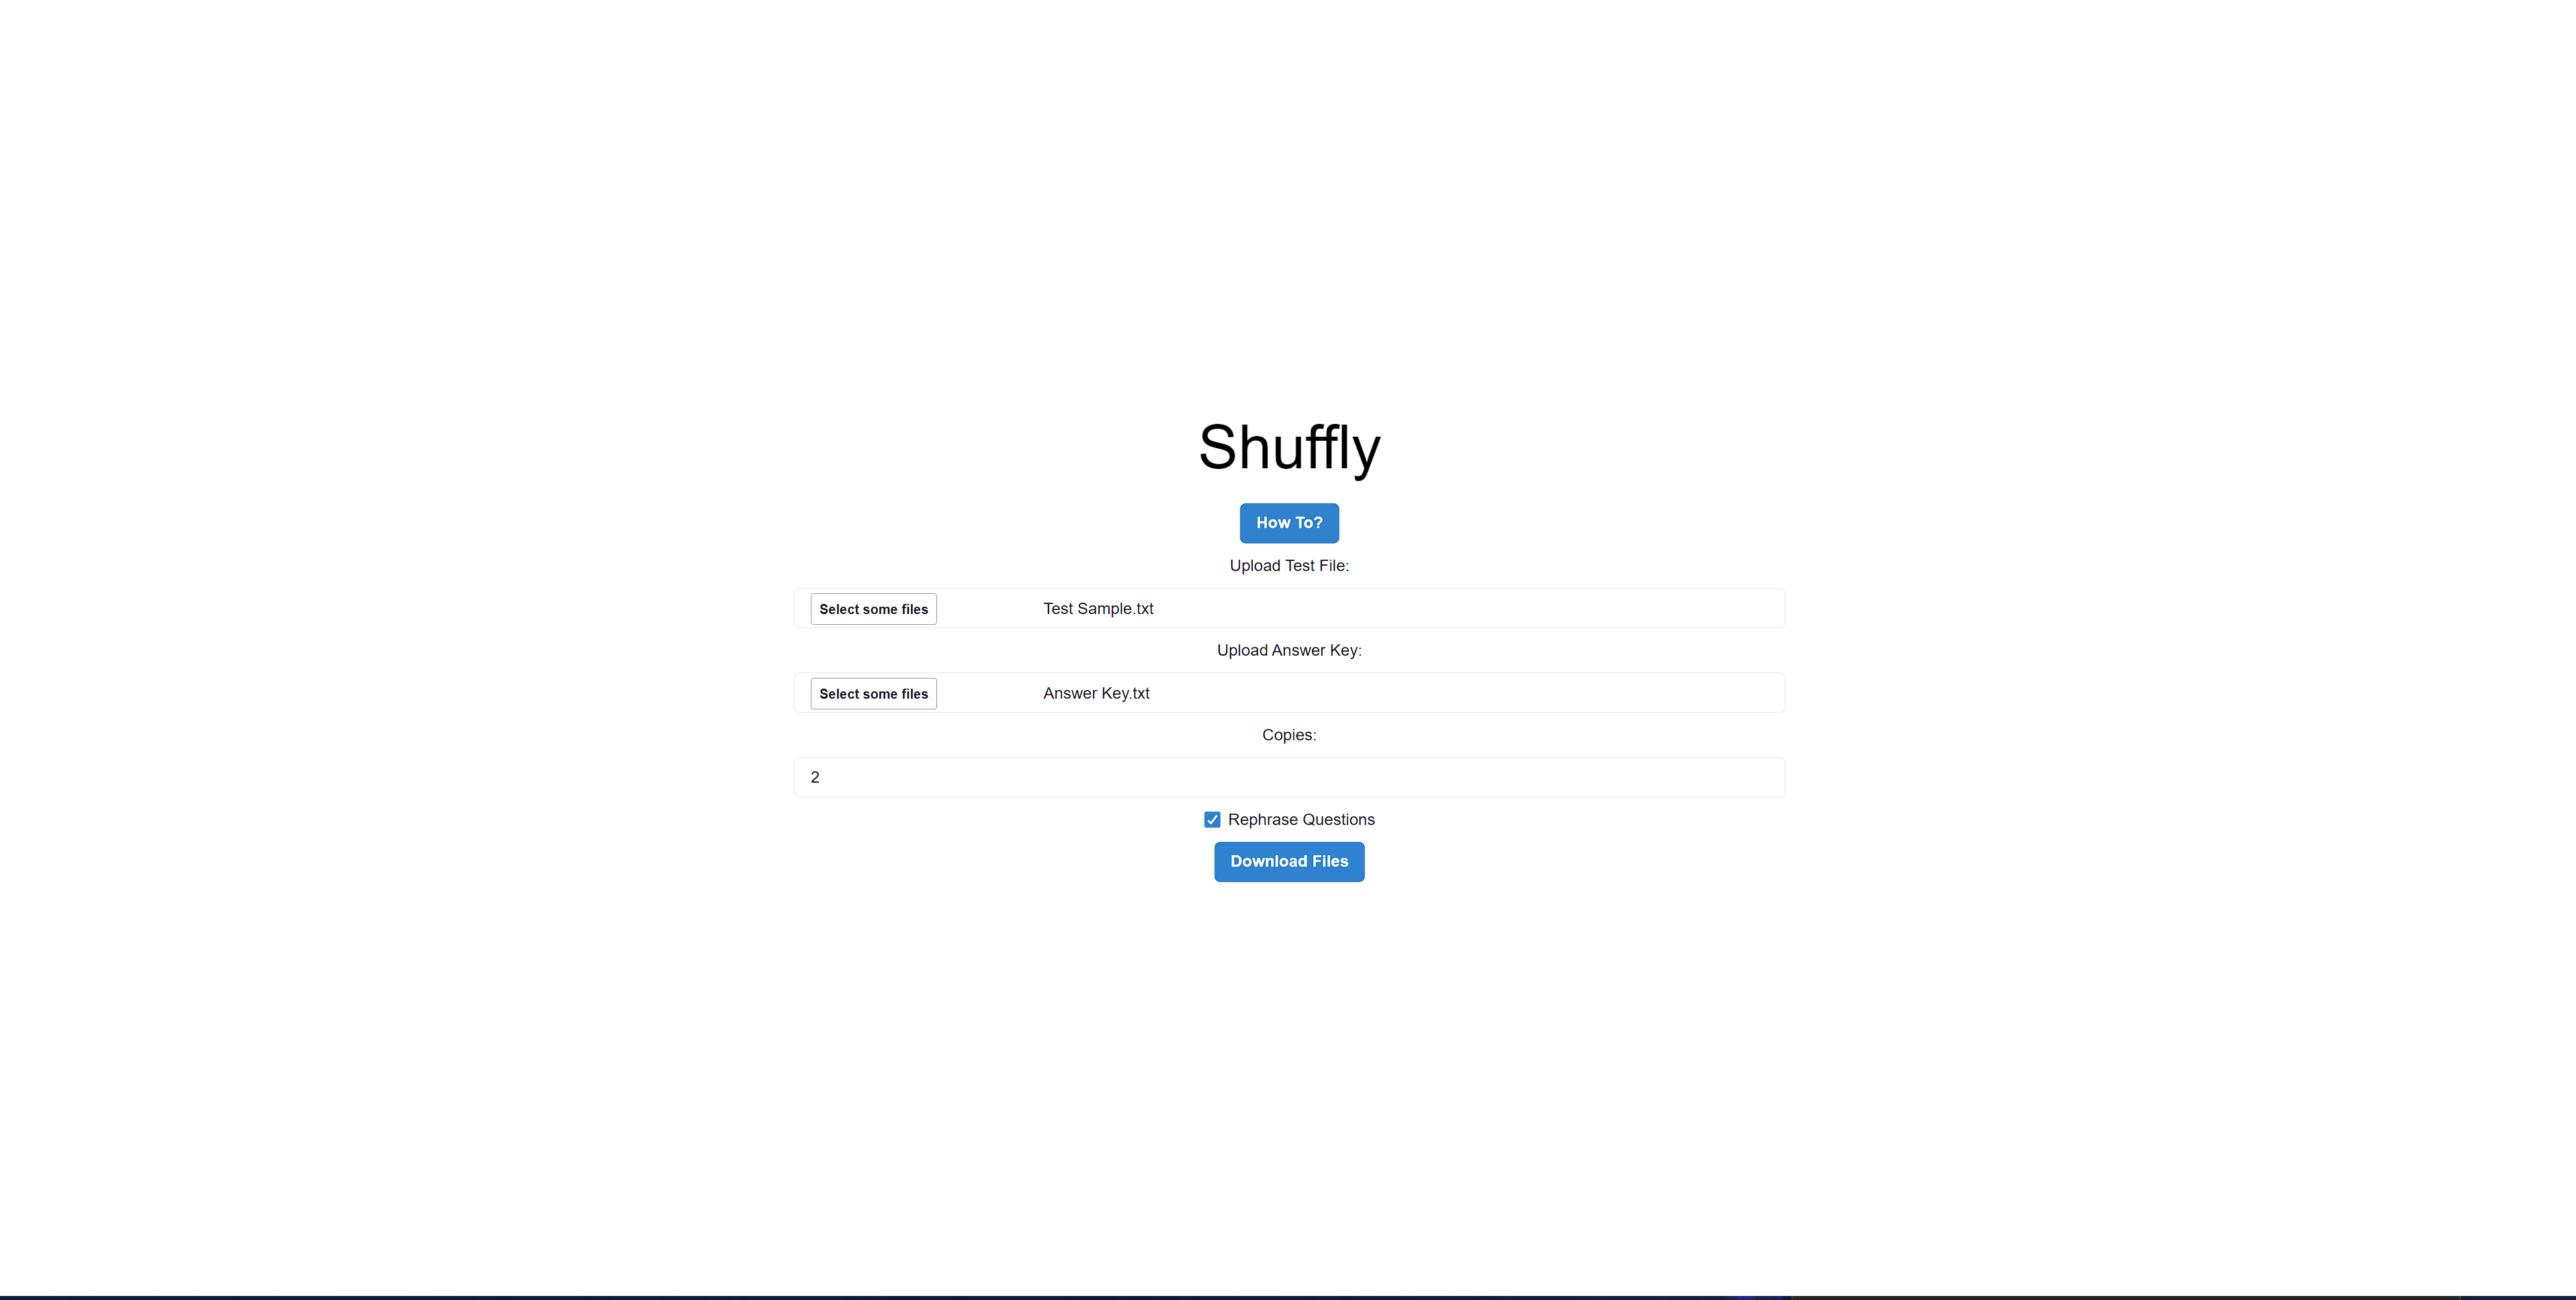 Shuffly
How To?
Upload Test File:
Select some files Test Sample.txt
Upload Answer Key:
Select some files Answer Key.txt
Copies:
2
Rephrase Questions
Download Files